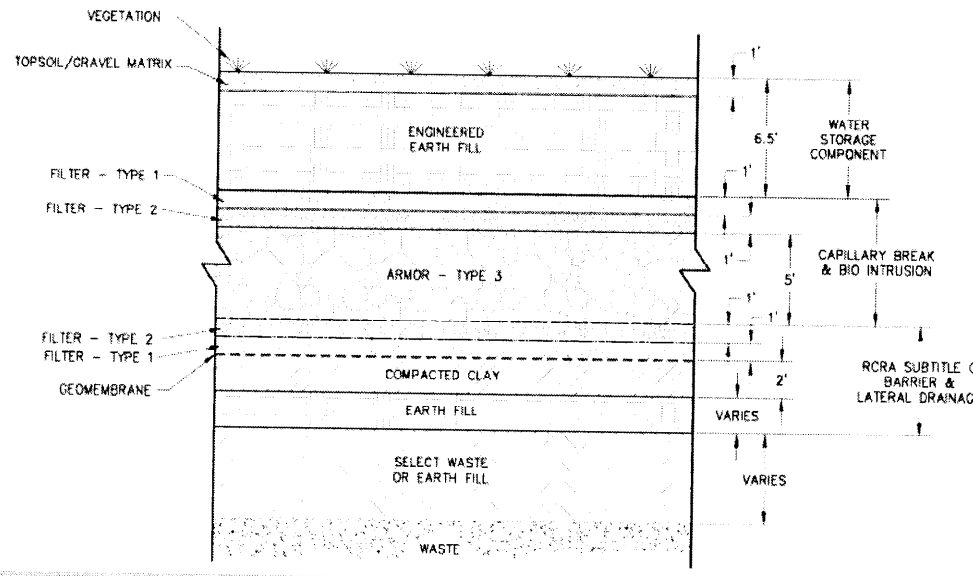 VEGETATION
TOPSOIL/GRAVEL MATRIX
FILTER - TYPE 1
FILTER - TYPE 2
FILTER - TYPE 2
FILTER - TYPE 1
GEOMEMBRANE
ENGINEERED
EARTH FILL
ARMOR - TYPE 3
COMPACTED CLAY
EARTH FILL
SELECT WASTE
OR EARTH FILL
WASTE
1'
6.5'
1'
1'
5'
1'
1'
2'
VARIES
VARIES
WATER
STORAGE
COMPONENT
CAPILLARY BREAK
& BIO INTRUSION
RCRA SUBTITLE C
BARRIER &
LATERAL DRAINAG